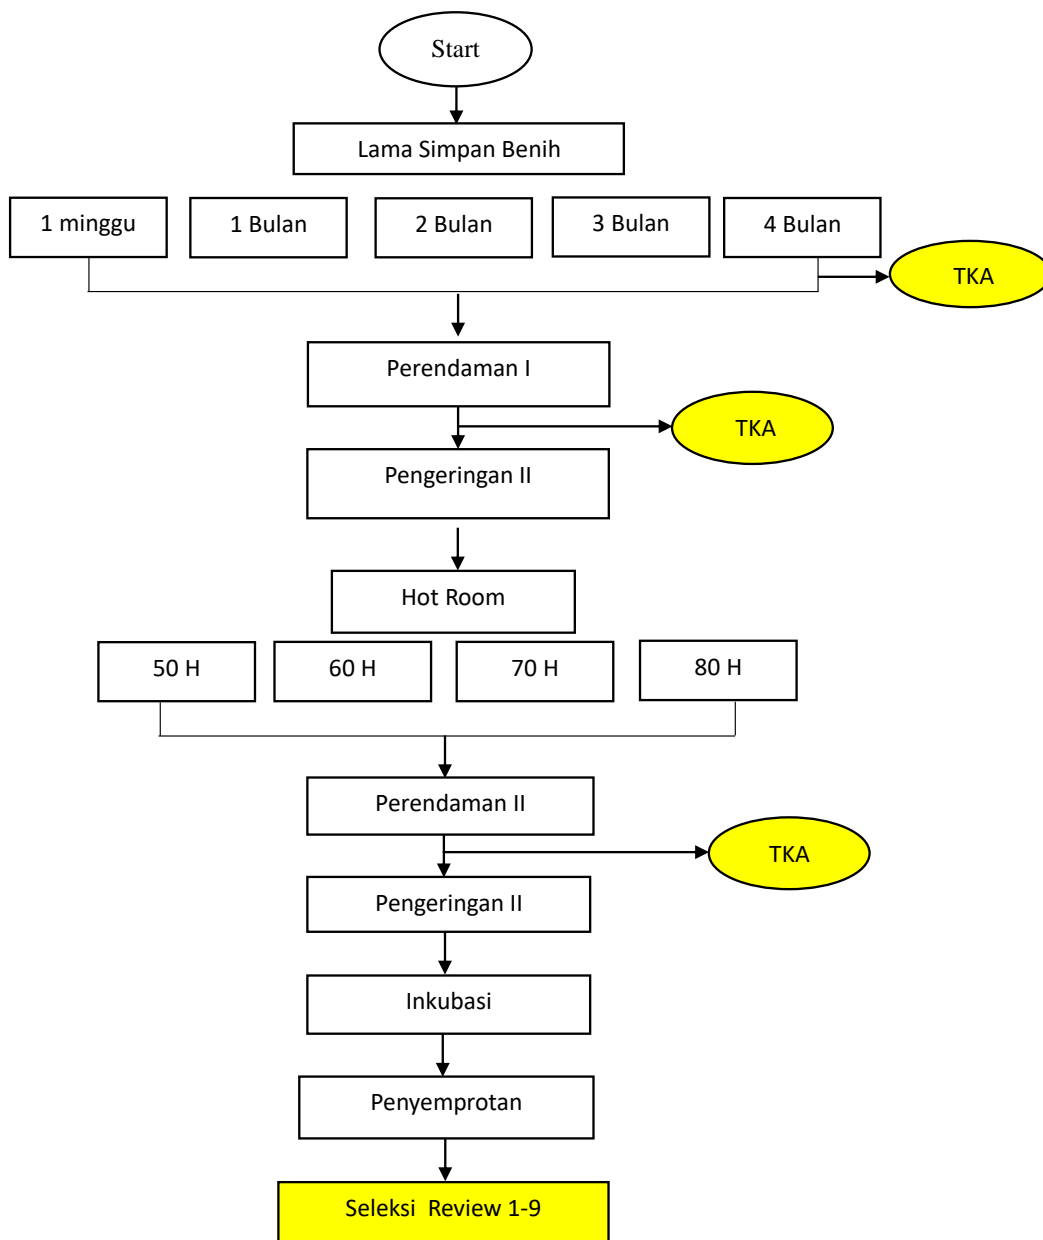 Start
Lama Simpan Benih
1 minggu
1 Bulan
2 Bulan
3 Bulan
4 Bulan
TKA
Perendaman I
TKA
Pengeringan II
Hot Room
50 H
60 H
70 H
80 H
Perendaman II
TKA
Pengeringan II
Inkubasi
Penyemprotan
Seleksi  Review 1-9